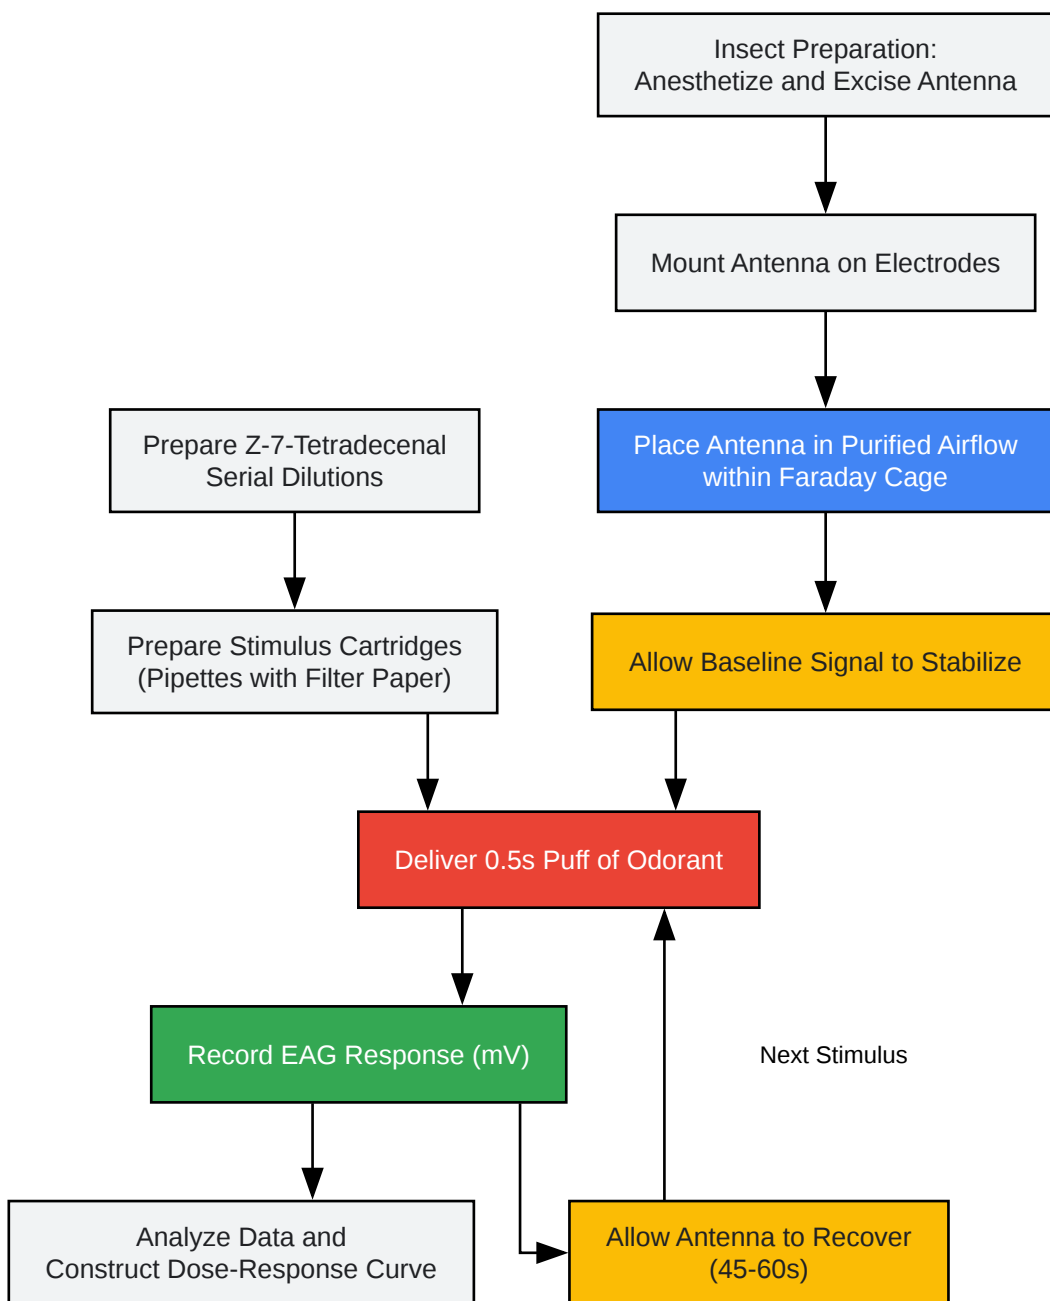 Insect Preparation:
Anesthetize and Excise Antenna
Mount Antenna on Electrodes
Prepare Z-7-Tetradecenal
Serial Dilutions
Place Antenna in Purified Airflow
within Faraday Cage
Prepare Stimulus Cartridges
(Pipettes with Filter Paper)
Allow Baseline Signal to Stabilize
Deliver 0.5s Puff of Odorant
Record EAG Response (mV)
Next Stimulus
Analyze Data and
Construct Dose-Response Curve
Allow Antenna to Recover
(45-60s)